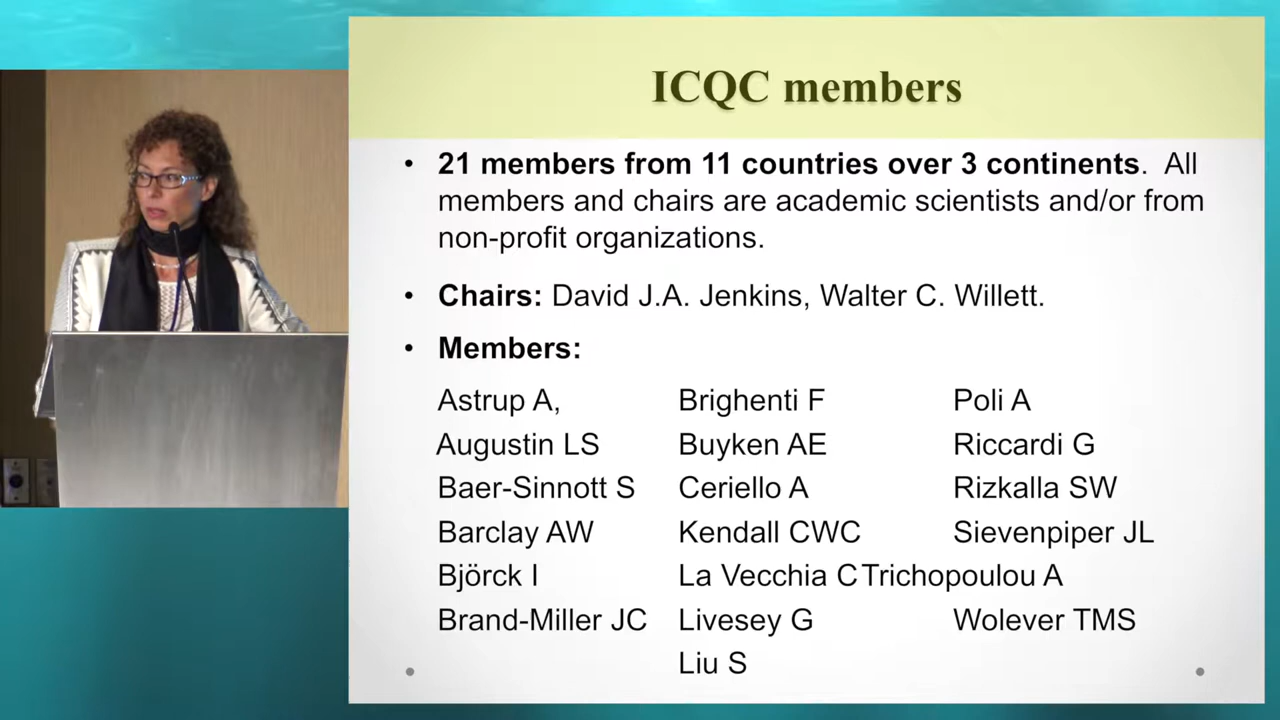 ICQC members
• 21 members from 11 countries over 3 continents. All
members and chairs are academic scientists and/or from
non-profit organizations.
• Chairs: David J.A. Jenkins, Walter C. Willett.
• Members:
Astrup A, Brighenti F Poli A
Augustin LS Buyken AE Riccardi G
Baer-Sinnott S Ceriello A Rizkalla SW
Barclay AW Kendall CWC Sievenpiper JL
Björck I La Vecchia C Trichopoulou A
Brand-Miller JC Livesey G Wolever TMS
Liu S